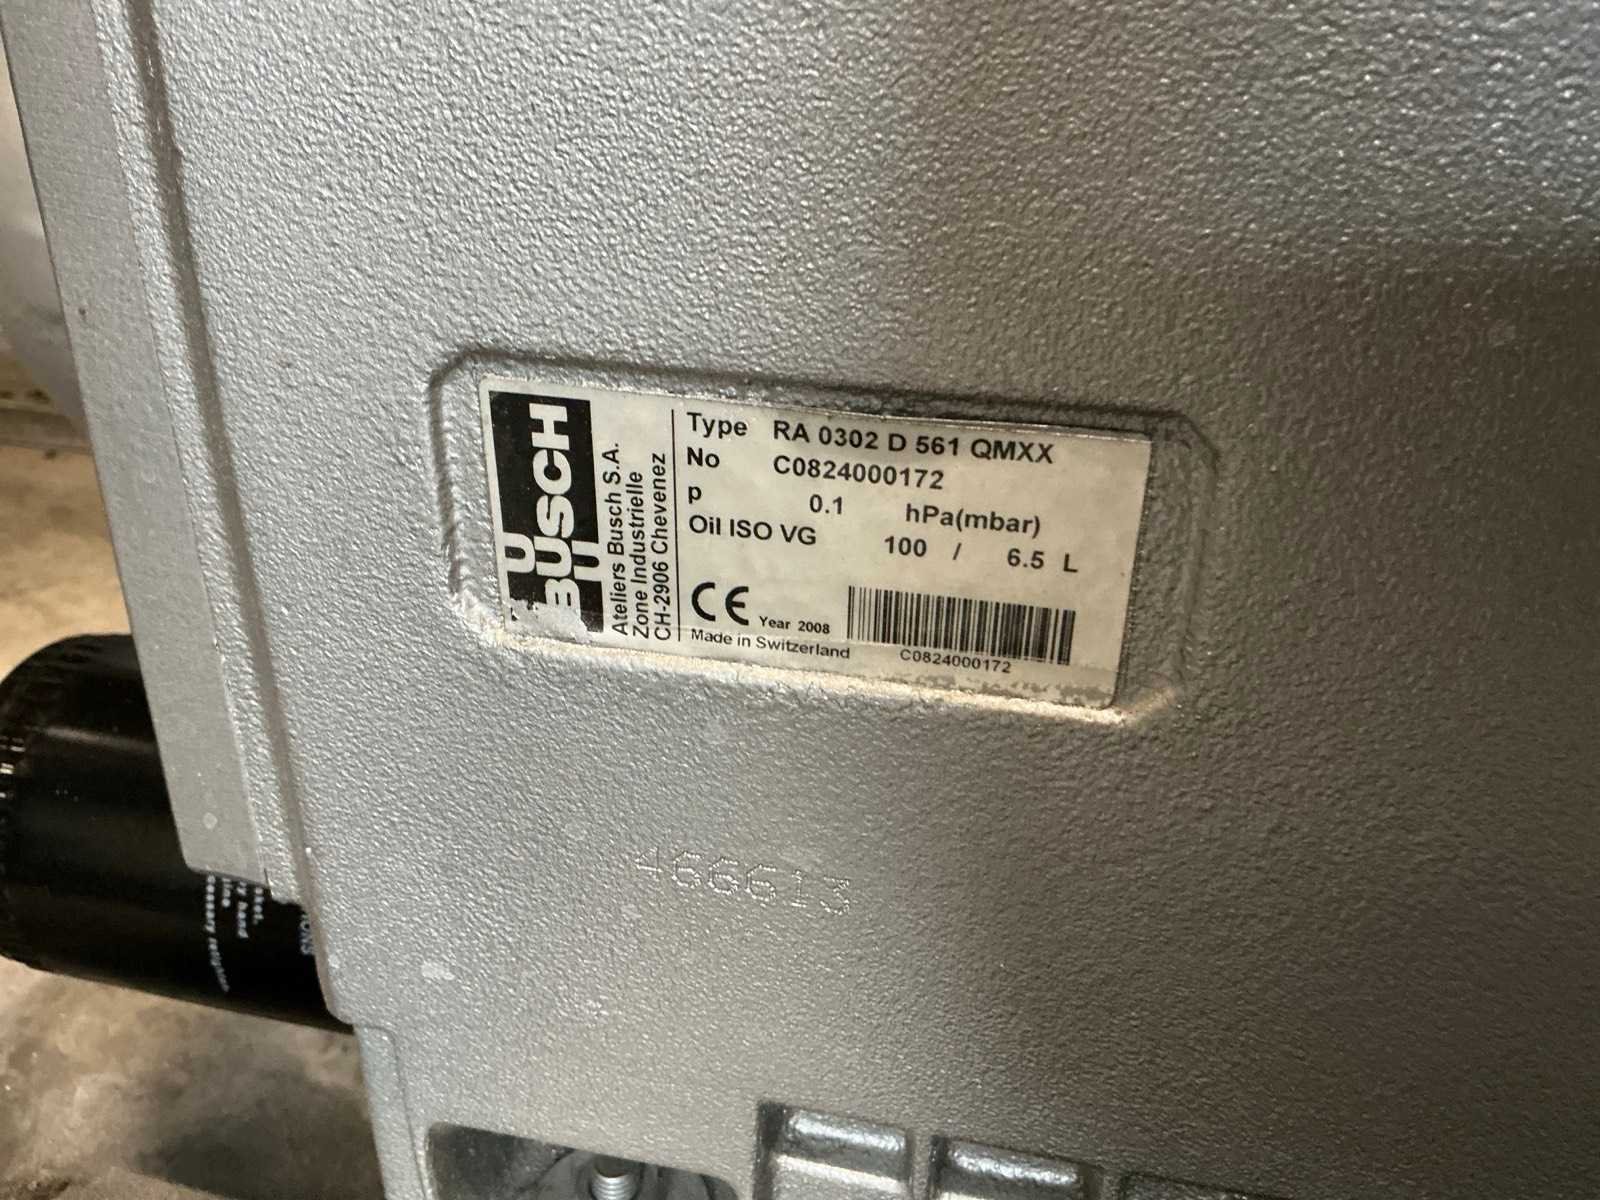 BUSCH
Ateliers Busch S.A.
Zone Industrielle
CH-2906 Chevenez
Type RA 0302 D 561 QMXX
No C0824000172
p 0.1 hPa(mbar)
Oil ISO VG 100 / 6.5 L
CE Year 2008
Made in Switzerland
C0824000172
466613
hand